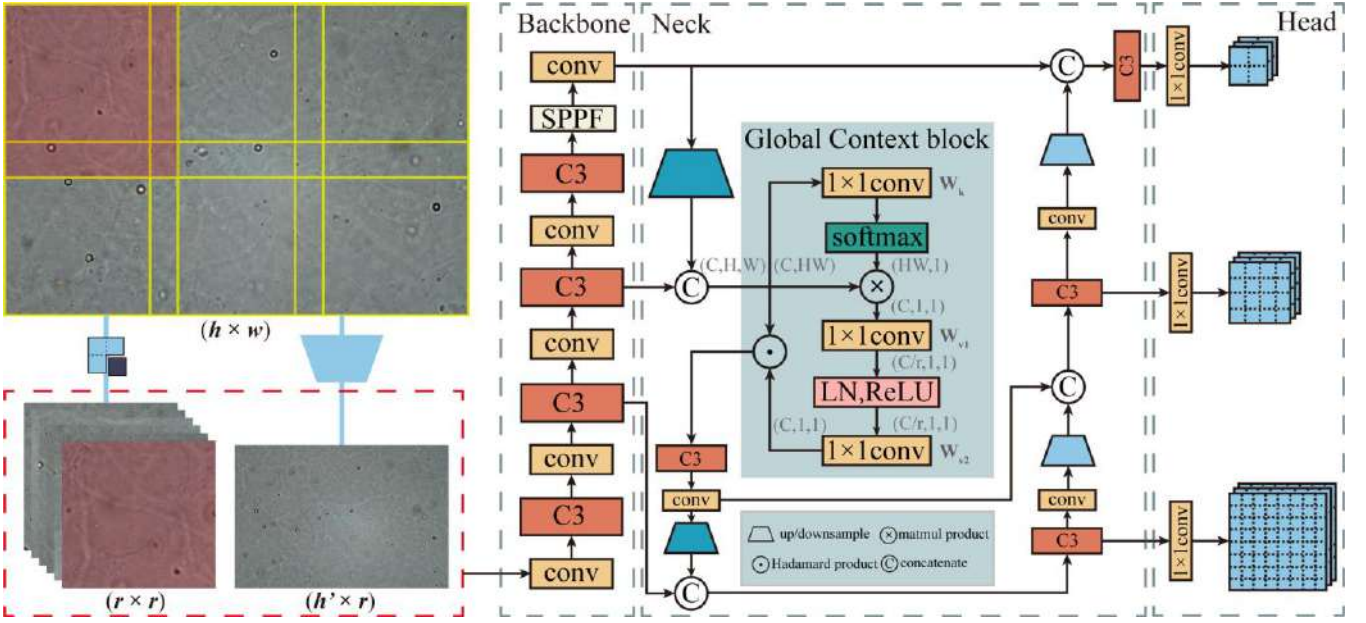 (h × w)
(r × r)
(h’ × r)
Backbone
conv
SPPF
C3
conv
C3
conv
C3
conv
C3
conv
Neck
C
C3
Global Context block
1×1conv W_k
softmax
(C,H,W) (C,HW) (HW,1)
C
×
(C,1,1)
1×1conv W_v1
(C/r,1,1)
LN,ReLU
(C,1,1) (C/r,1,1)
1×1conv W_v2
C3
conv
C
conv
C3
C
conv
C3
up/downsample ⊗ matmul product
Hadamard product Ⓒ concatenate
Head
1×1conv
1×1conv
1×1conv